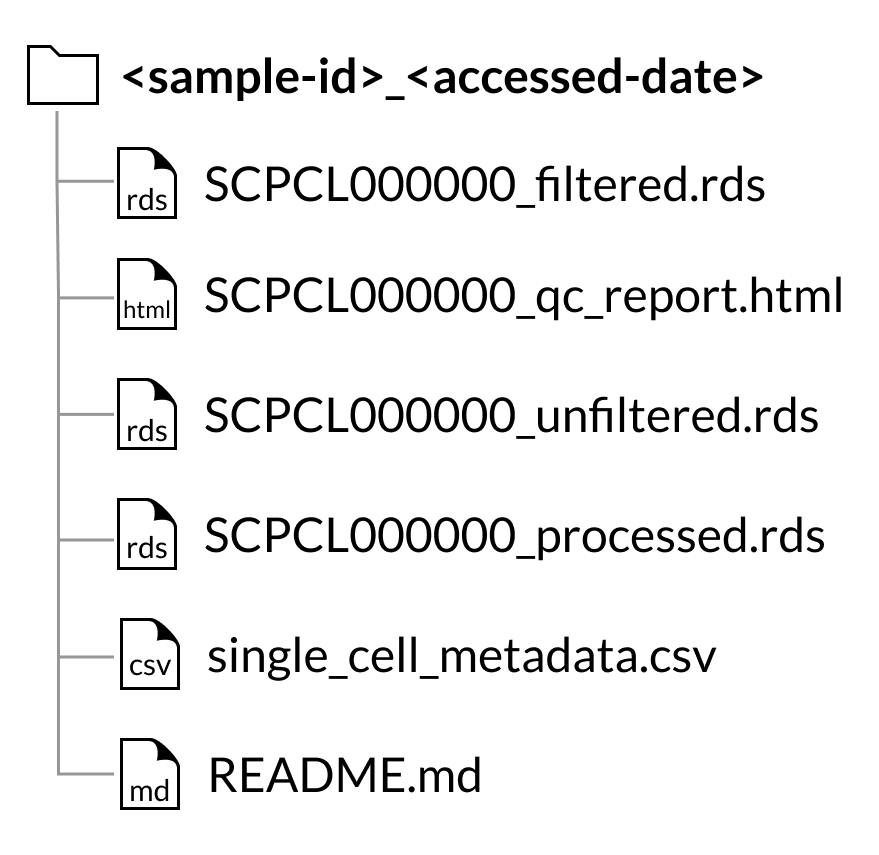 <sample-id>_<accessed-date>
rds SCPCL000000_filtered.rds
html SCPCL000000_qc_report.html
rds SCPCL000000_unfiltered.rds
rds SCPCL000000_processed.rds
csv single_cell_metadata.csv
md README.md